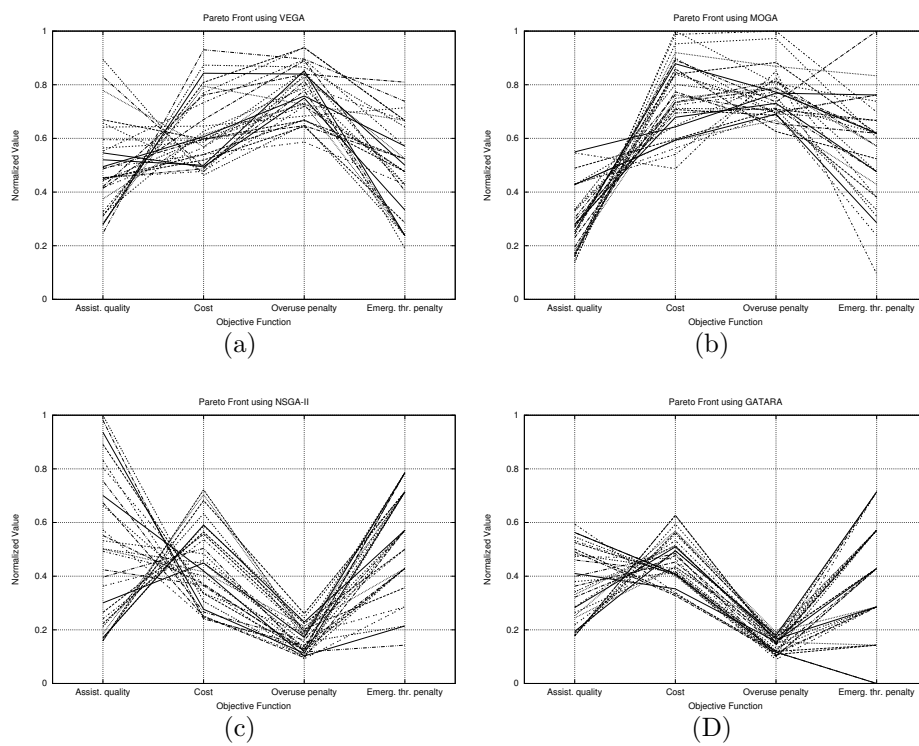 Pareto Front using VEGA
1
0.8
0.6
0.4
0.2
0
Normalized Value
Assist. quality
Cost
Overuse penalty
Emerg. thr. penalty
Objective Function
(a)
Pareto Front using MOGA
1
0.8
0.6
0.4
0.2
0
Normalized Value
Assist. quality
Cost
Overuse penalty
Emerg. thr. penalty
Objective Function
(b)
Pareto Front using NSGA-II
1
0.8
0.6
0.4
0.2
0
Normalized Value
Assist. quality
Cost
Overuse penalty
Emerg. thr. penalty
Objective Function
(c)
Pareto Front using GATARA
1
0.8
0.6
0.4
0.2
0
Normalized Value
Assist. quality
Cost
Overuse penalty
Emerg. thr. penalty
Objective Function
(D)